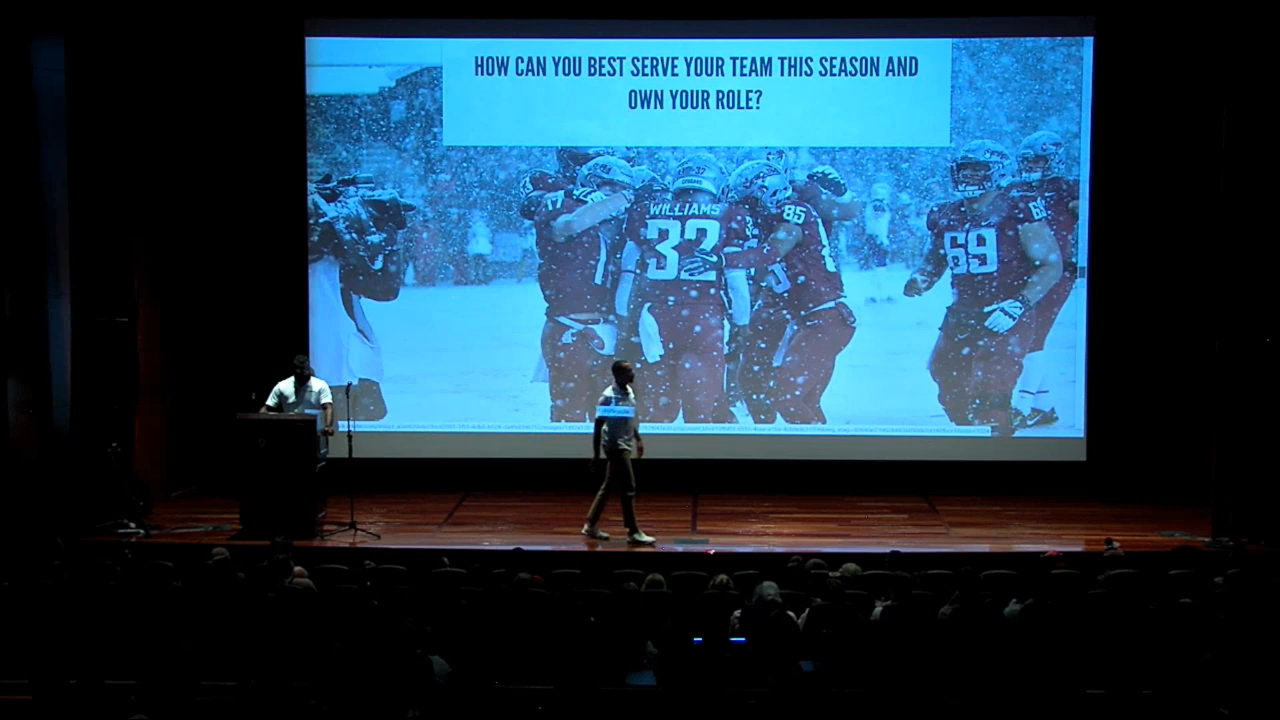 HOW CAN YOU BEST SERVE YOUR TEAM THIS SEASON AND
OWN YOUR ROLE?
17
WILLIAMS
32
85
69